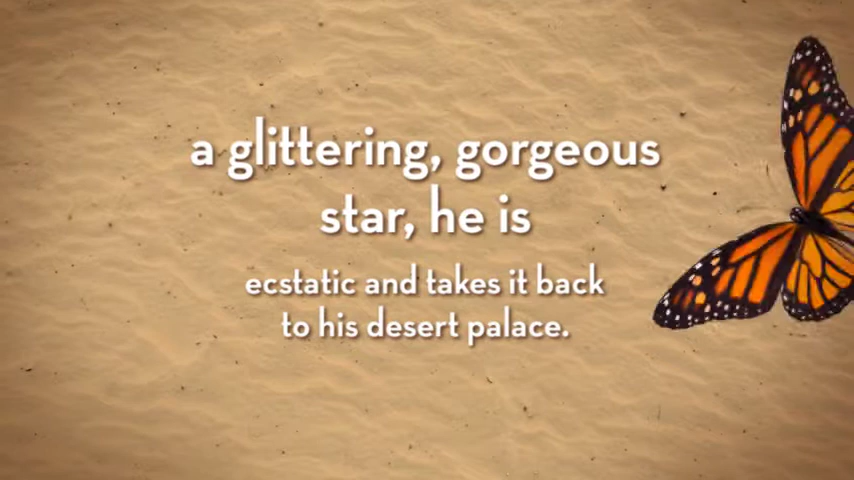 a glittering, gorgeous
star, he is
ecstatic and takes it back
to his desert palace.